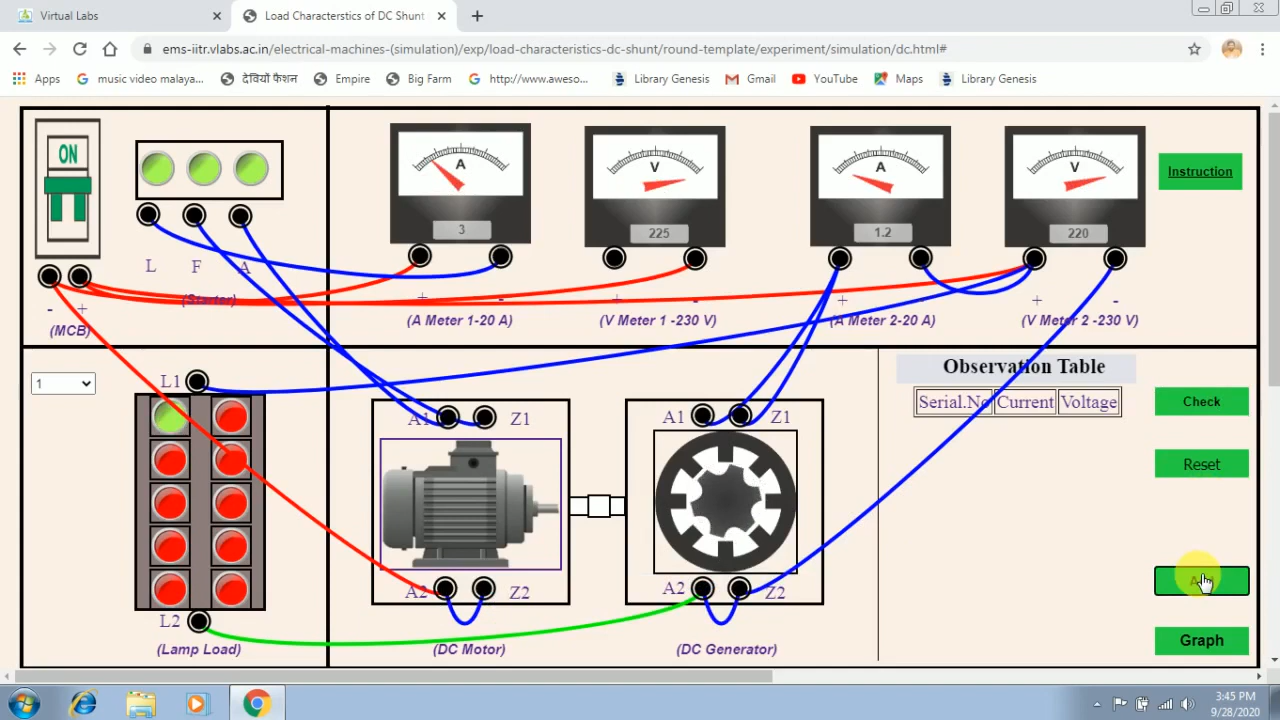 Virtual Labs
Load Characterstics of DC Shunt
ems-iitr.vlabs.ac.in/electrical-machines-(simulation)/exp/load-characteristics-dc-shunt/round-template/experiment/simulation/dc.html#
Apps
music video malaya...
देवियों फैशन
Empire
Big Farm
http://www.aweso...
Library Genesis
Gmail
YouTube
Maps
Library Genesis
ON
A
V
A
V
Instruction
3
225
1.2
220
L F A
(Starter)
- +
(MCB)
+ -
(A Meter 1-20 A)
+ -
(V Meter 1 -230 V)
+ -
(A Meter 2-20 A)
+ -
(V Meter 2 -230 V)
1
L1
L2
(Lamp Load)
A1 Z1
A2 Z2
(DC Motor)
A1 Z1
A2 Z2
(DC Generator)
Observation Table
Serial.No Current Voltage
Check
Reset
Graph
3:45 PM
9/28/2020